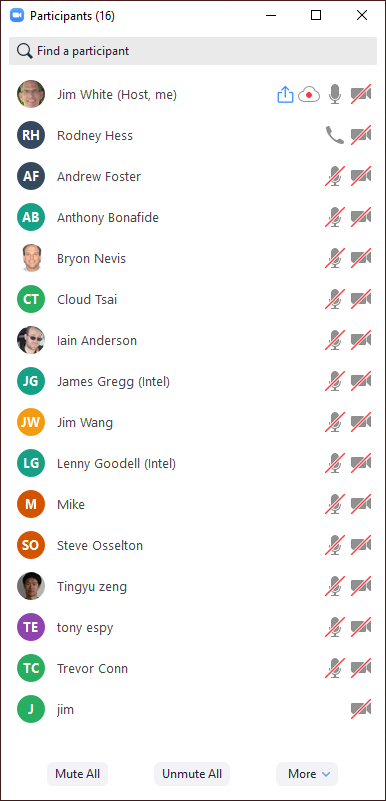 Participants (16)
Find a participant
Jim White (Host, me)
RH Rodney Hess
AF Andrew Foster
AB Anthony Bonafide
Bryon Nevis
CT Cloud Tsai
Iain Anderson
JG James Gregg (Intel)
JW Jim Wang
LG Lenny Goodell (Intel)
M Mike
SO Steve Osselton
Tingyu zeng
TE tony espy
TC Trevor Conn
J jim
Mute All Unmute All More